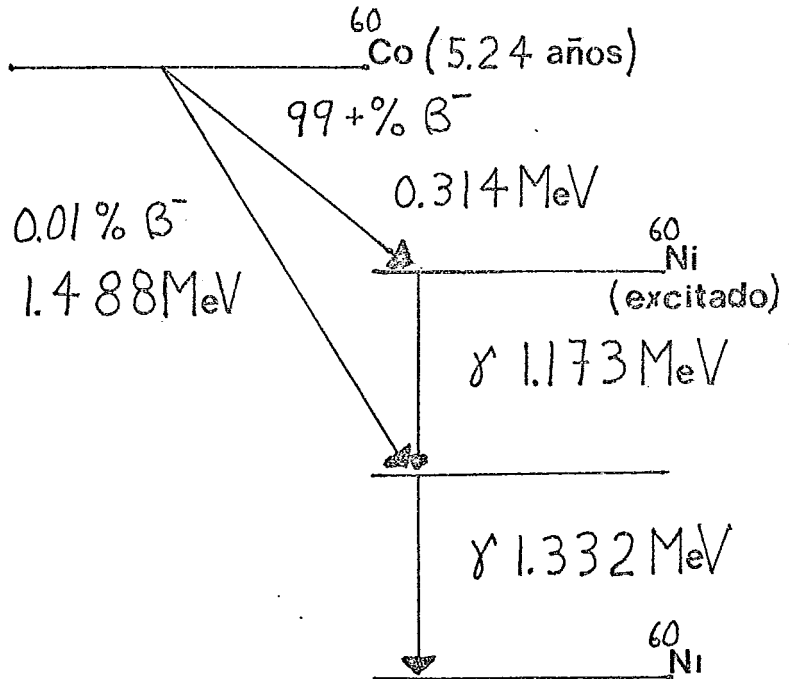 60
Co (5.24 años)
99+% β⁻
0.314 MeV
0.01% β⁻
1.488 MeV
60
Ni
(excitado)
γ 1.173 MeV
γ 1.332 MeV
60
Ni